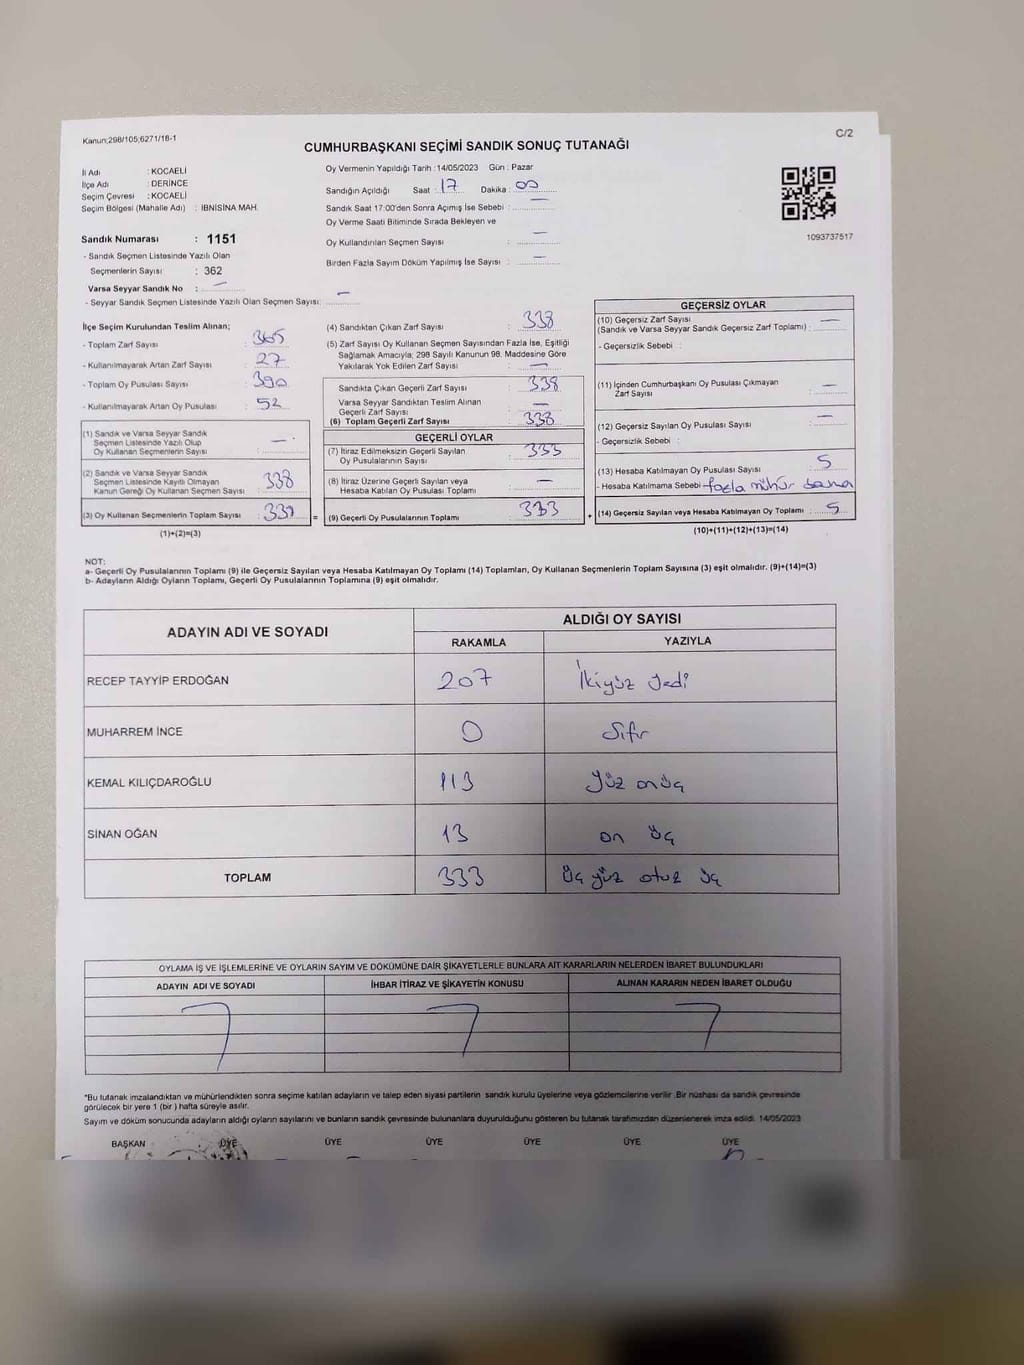 Kanun;298/105;6271/18-1
C/2
CUMHURBAŞKANI SEÇİMİ SANDIK SONUÇ TUTANAĞI
İl Adı : KOCAELİ
İlçe Adı : DERINCE
Seçim Çevresi : KOCAELİ
Seçim Bölgesi (Mahalle Adı) : IBNISINA MAH.
Oy Vermenin Yapıldığı Tarih :14/05/2023 Gün : Pazar
Sandığın Açıldığı Saat : 17 Dakika : 00
Sandık Saat 17:00'den Sonra Açımış İse Sebebi : —
Oy Verme Saati Bitiminde Sırada Bekleyen ve
Oy Kullandırılan Seçmen Sayısı : —
Birden Fazla Sayım Döküm Yapılmış İse Sayısı : —
1093737517
Sandık Numarası : 1151
- Sandık Seçmen Listesinde Yazılı Olan
Seçmenlerin Sayısı : 362
Varsa Seyyar Sandık No : —
- Seyyar Sandık Seçmen Listesinde Yazılı Olan Seçmen Sayısı: —
İlçe Seçim Kurulundan Teslim Alınan;
- Toplam Zarf Sayısı : 365
- Kullanılmayarak Artan Zarf Sayısı : 27
- Toplam Oy Pusulası Sayısı : 390
- Kullanılmayarak Artan Oy Pusulası : 52
(1) Sandık ve Varsa Seyyar Sandık
Seçmen Listesinde Yazılı Olup
Oy Kullanan Seçmenlerin Sayısı : —
(2) Sandık ve Varsa Seyyar Sandık
Seçmen Listesinde Kayıtlı Olmayan
Kanun Gereği Oy Kullanan Seçmen Sayısı : 338
(3) Oy Kullanan Seçmenlerin Toplam Sayısı :
(1)+(2)=(3)
(4) Sandıktan Çıkan Zarf Sayısı : 338
(5) Zarf Sayısı Oy Kullanan Seçmen Sayısından Fazla İse, Eşitliği
Sağlamak Amacıyla; 298 Sayılı Kanunun 98. Maddesine Göre
Yakılarak Yok Edilen Zarf Sayısı : —
Sandıkta Çıkan Geçerli Zarf Sayısı : 338
Varsa Seyyar Sandıktan Teslim Alınan
Geçerli Zarf Sayısı : —
(6) Toplam Geçerli Zarf Sayısı : 338
GEÇERLİ OYLAR
(7) İtiraz Edilmeksizin Geçerli Sayılan
Oy Pusulalarının Sayısı : 333
(8) İtiraz Üzerine Geçerli Sayılan veya
Hesaba Katılan Oy Pusulası Toplamı : —
= (9) Geçerli Oy Pusulalarının Toplamı : 333
GEÇERSİZ OYLAR
(10) Geçersiz Zarf Sayısı
(Sandık ve Varsa Seyyar Sandık Geçersiz Zarf Toplamı) : —
- Geçersizlik Sebebi :
(11) İçinden Cumhurbaşkanı Oy Pusulası Çıkmayan
Zarf Sayısı : —
(12) Geçersiz Sayılan Oy Pusulası Sayısı : —
- Geçersizlik Sebebi :
(13) Hesaba Katılmayan Oy Pusulası Sayısı : 5
- Hesaba Katılmama Sebebi fazla mühür
+ (14) Geçersiz Sayılan veya Hesaba Katılmayan Oy Toplamı : 5
(10)+(11)+(12)+(13)=(14)
NOT:
a- Geçerli Oy Pusulalarının Toplamı (9) ile Geçersiz Sayılan veya Hesaba Katılmayan Oy Toplamı (14) Toplamları, Oy Kullanan Seçmenlerin Toplam Sayısına (3) eşit olmalıdır. (9)+(14)=(3)
b- Adayların Aldığı Oyların Toplamı, Geçerli Oy Pusulalarının Toplamına (9) eşit olmalıdır.
ADAYIN ADI VE SOYADI
ALDIĞI OY SAYISI
RAKAMLA YAZIYLA
RECEP TAYYİP ERDOĞAN 207 İkiyüz yedi
MUHARREM İNCE 0 Sıfır
KEMAL KILIÇDAROĞLU 113 Yüz onüç
SİNAN OĞAN 13 on üç
TOPLAM 333 Üç yüz otuz üç
OYLAMA İŞ VE İŞLEMLERİNE VE OYLARIN SAYIM VE DÖKÜMÜNE DAİR ŞİKAYETLERLE BUNLARA AİT KARARLARIN NELERDEN İBARET BULUNDUKLARI
ADAYIN ADI VE SOYADI İHBAR İTİRAZ VE ŞİKAYETİN KONUSU ALINAN KARARIN NEDEN İBARET OLDUĞU
*Bu tutanak imzalandıktan ve mühürlendikten sonra seçime katılan adayların ve talep eden siyasi partilerin sandık kurulu üyelerine veya gözlemcilerine verilir .Bir nüshası da sandık çevresinde
görülecek bir yere 1 (bir ) hafta süreyle asılır.
Sayım ve döküm sonucunda adayların aldığı oyların sayılarını ve bunların sandık çevresinde bulunanlara duyurulduğunu gösteren bu tutanak tarafımızdan düzenlenerek imza edildi. 14/05/2023
BAŞKAN ÜYE ÜYE ÜYE ÜYE ÜYE ÜYE